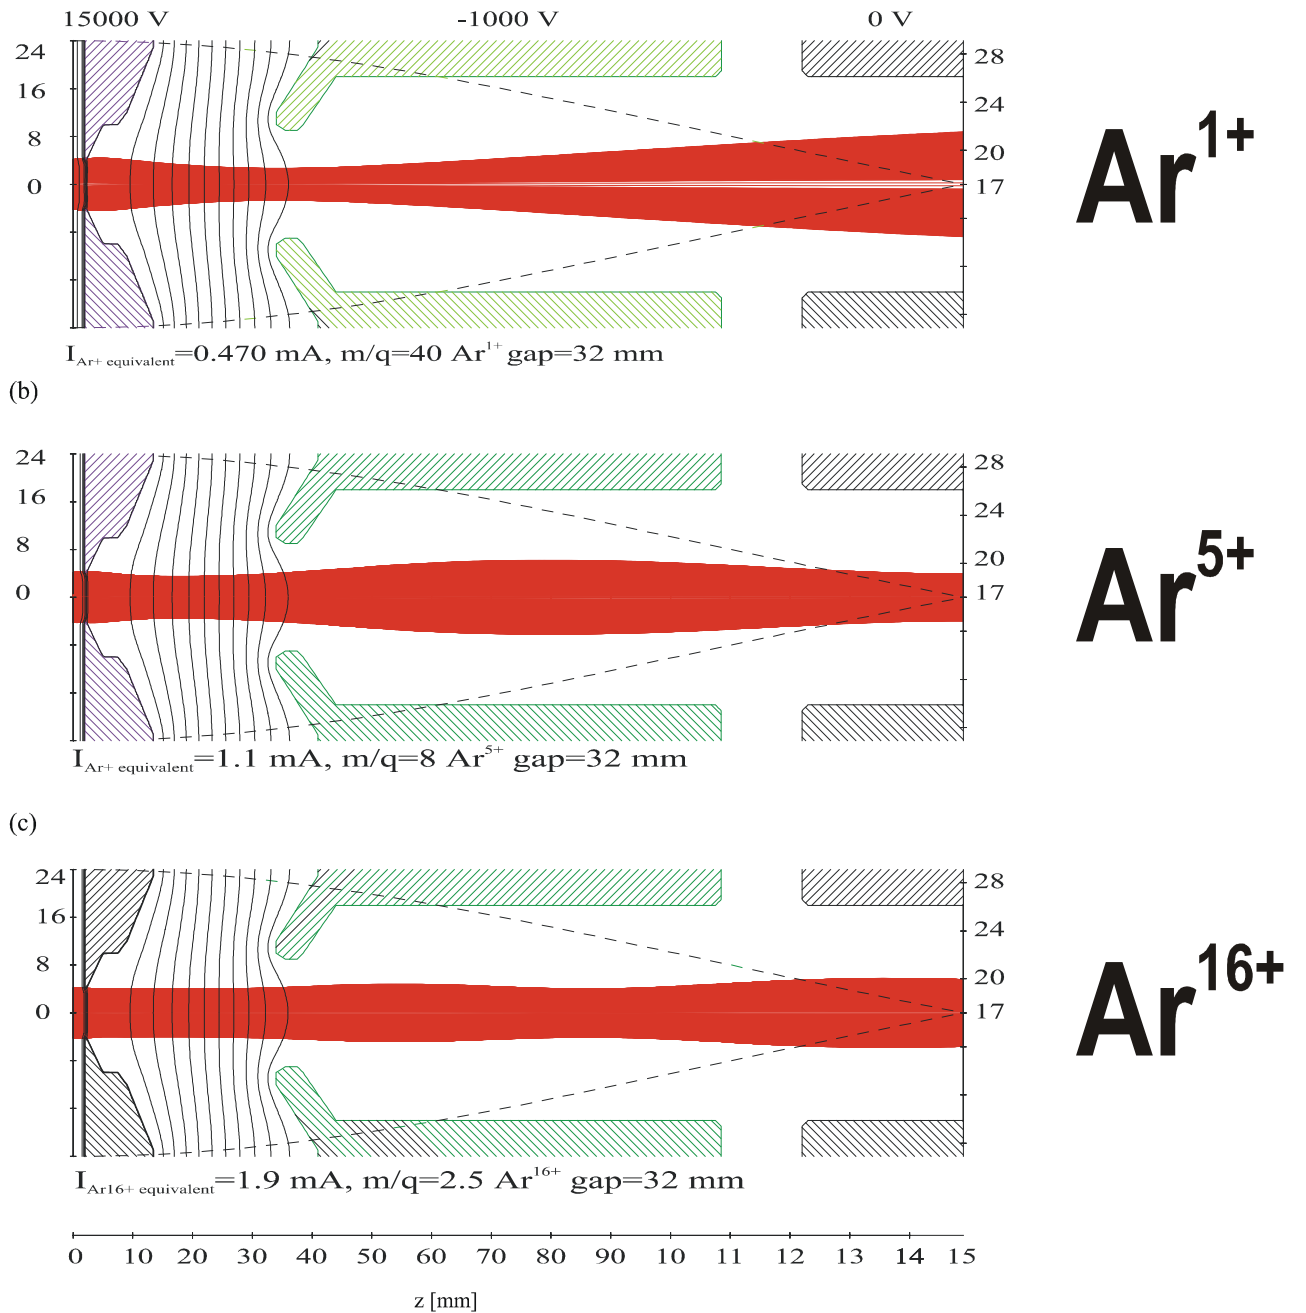 15000 V -1000 V 0 V
24 28
16 24
8 20
0 17
Ar1+
IAr+ equivalent=0.470 mA, m/q=40 Ar1+ gap=32 mm
(b)
24 28
16 24
8 20
0 17
Ar5+
IAr+ equivalent=1.1 mA, m/q=8 Ar5+ gap=32 mm
(c)
24 28
16 24
8 20
0 17
Ar16+
IAr16+ equivalent=1.9 mA, m/q=2.5 Ar16+ gap=32 mm
0 10 20 30 40 50 60 70 80 90 10 11 12 13 14 15
z [mm]